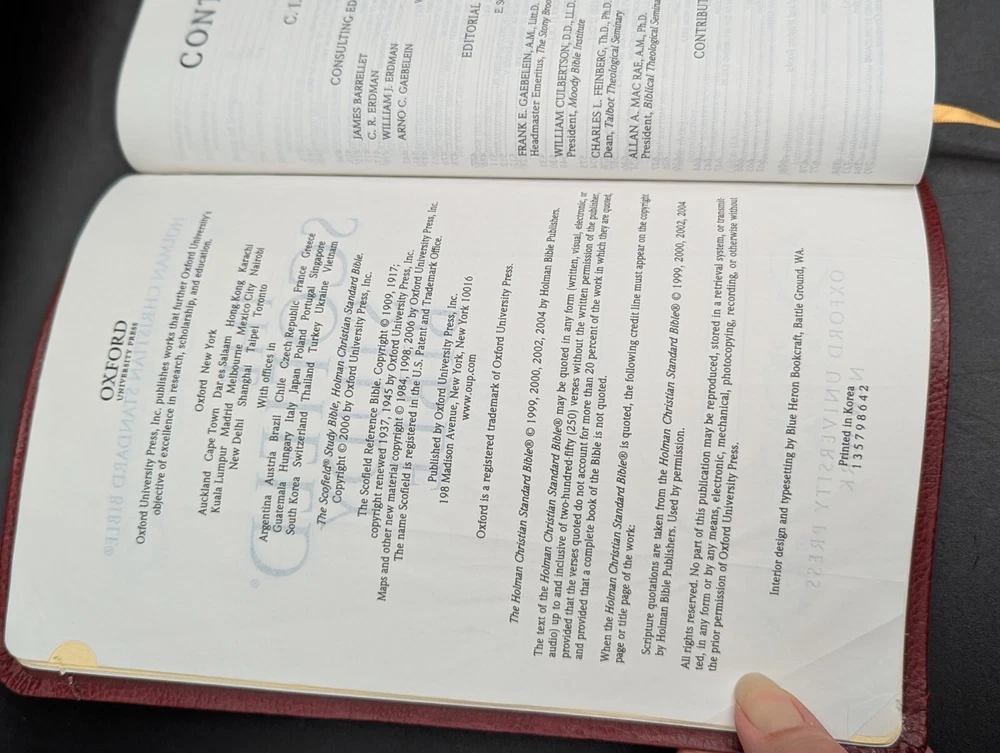 CONT
C. I.
CONSULTING ED
JAMES BARRELLET
C. R. ERDMAN
WILLIAM J. ERDMAN
ARNO C. GAEBELEIN
EDITORIAL
FRANK E. GAEBELEIN, A.M., Litt.D.
Headmaster Emeritus, The Stony Broo
WILLIAM CULBERTSON, D.D., LL.D.
President, Moody Bible Institute
CHARLES L. FEINBERG, Th.D., Ph.D.
Dean, Talbot Theological Seminary
ALLAN A. MAC RAE, A.M., Ph.D.
President, Biblical Theological Semina
CONTRIBUT
OXFORD
UNIVERSITY PRESS
Oxford University Press, Inc. publishes works that further Oxford University's
objective of excellence in research, scholarship, and education.
Oxford New York
Auckland Cape Town Dar es Salaam Hong Kong Karachi
Kuala Lumpur Madrid Melbourne Mexico City Nairobi
New Delhi Shanghai Taipei Toronto
With offices in
Argentina Austria Brazil Chile Czech Republic France Greece
Guatemala Hungary Italy Japan Poland Portugal Singapore
South Korea Switzerland Thailand Turkey Ukraine Vietnam
The Scofield® Study Bible, Holman Christian Standard Bible.
Copyright © 2006 by Oxford University Press, Inc.
The Scofield Reference Bible. Copyright © 1909, 1917;
copyright renewed 1937, 1945 by Oxford University Press, Inc.
Maps and other new material copyright © 1984, 1998, 2006 by Oxford University Press, Inc.
The name Scofield is registered in the U.S. Patent and Trademark Office.
Published by Oxford University Press, Inc.
198 Madison Avenue, New York, New York 10016
www.oup.com
Oxford is a registered trademark of Oxford University Press.
The Holman Christian Standard Bible® © 1999, 2000, 2002, 2004 by Holman Bible Publishers.
The text of the Holman Christian Standard Bible® may be quoted in any form (written, visual, electronic, or
audio) up to and inclusive of two-hundred-fifty (250) verses without the written permission of the publisher,
provided that the verses quoted do not account for more than 20 percent of the work in which they are quoted,
and provided that a complete book of the Bible is not quoted.
When the Holman Christian Standard Bible® is quoted, the following credit line must appear on the copyright
page or title page of the work:
Scripture quotations are taken from the Holman Christian Standard Bible® © 1999, 2000, 2002, 2004
by Holman Bible Publishers. Used by permission.
All rights reserved. No part of this publication may be reproduced, stored in a retrieval system, or transmit-
ted, in any form or by any means, electronic, mechanical, photocopying, recording, or otherwise without
the prior permission of Oxford University Press.
Interior design and typesetting by Blue Heron Bookcraft, Battle Ground, WA.
Printed in Korea
1 3 5 7 9 8 6 4 2